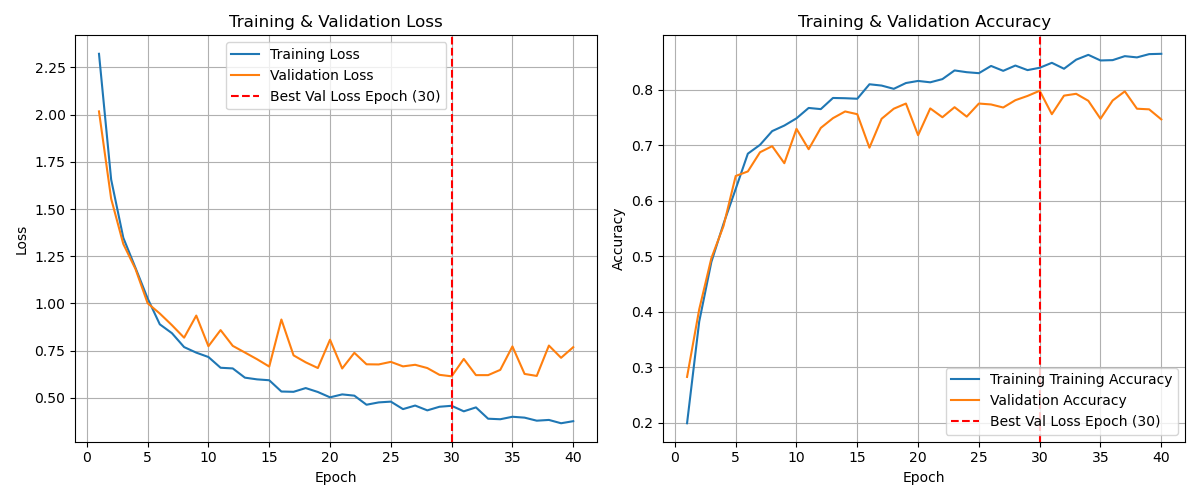 Training & Validation Loss
Training Loss
Validation Loss
Best Val Loss Epoch (30)
2.25
2.00
1.75
1.50
1.25
1.00
0.75
0.50
Loss
0 5 10 15 20 25 30 35 40
Epoch
Training & Validation Accuracy
0.8
0.7
0.6
0.5
0.4
0.3
0.2
Accuracy
Training Training Accuracy
Validation Accuracy
Best Val Loss Epoch (30)
0 5 10 15 20 25 30 35 40
Epoch